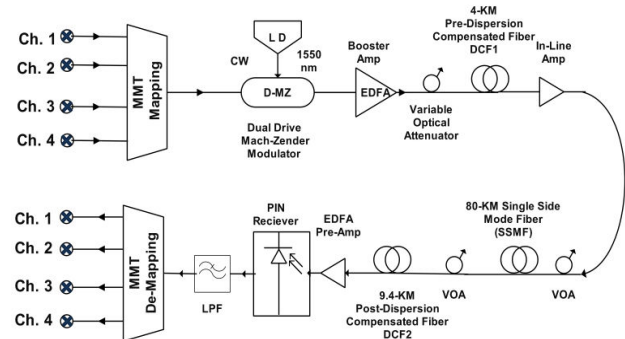 Ch. 1
Ch. 2
Ch. 3
Ch. 4
MMT
Mapping
L D
CW
1550
nm
D-MZ
Dual Drive
Mach-Zender
Modulator
Booster
Amp
EDFA
Variable
Optical
Attenuator
4-KM
Pre-Dispersion
Compensated Fiber
DCF1
In-Line
Amp
Ch. 1
Ch. 2
Ch. 3
Ch. 4
MMT
De-Mapping
LPF
PIN
Reciever
EDFA
Pre-Amp
9.4-KM
Post-Dispersion
Compensated Fiber
DCF2
VOA
80-KM Single Side
Mode Fiber
(SSMF)
VOA